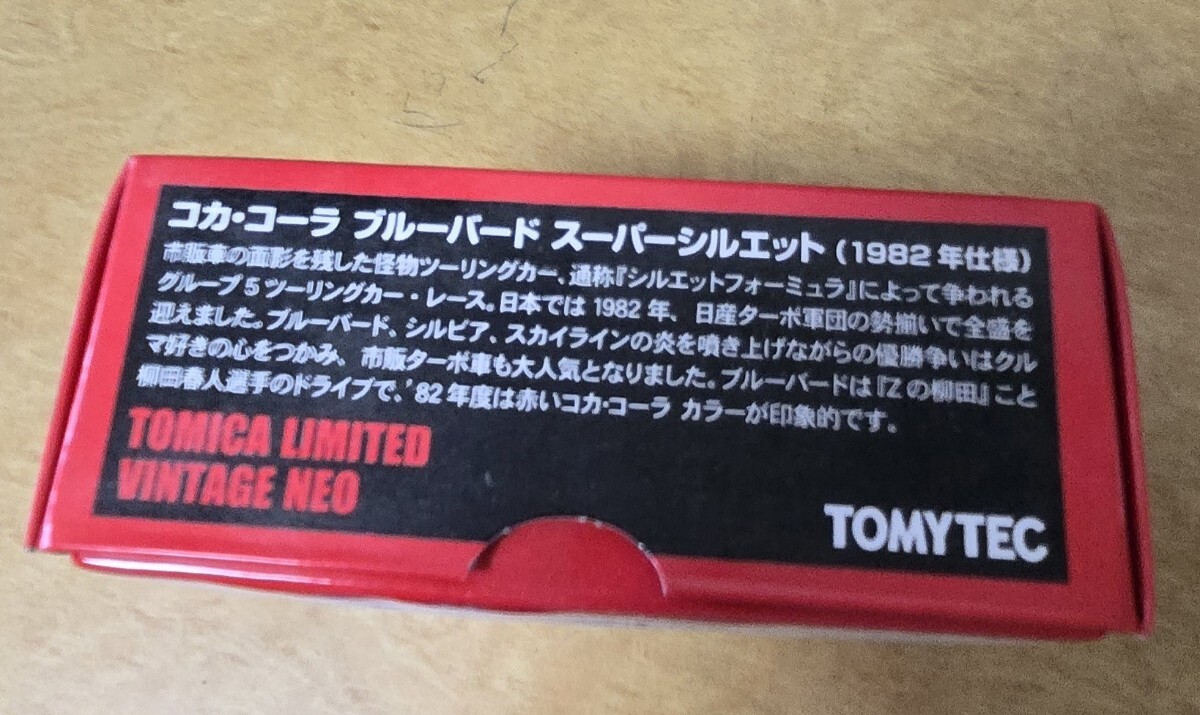 コカ・コーラ ブルーバード スーパーシルエット（1982年仕様）
市販車の面影を残した怪物ツーリングカー、通称『シルエットフォーミュラ』によって争われる
グループ5ツーリングカー・レース。日本では1982年、日産ターボ軍団の勢揃いで全盛を
迎えました。ブルーバード、シルビア、スカイラインの炎を噴き上げながらの優勝争いはクル
マ好きの心をつかみ、市販ターボ車も大人気となりました。ブルーバードは『Zの柳田』こと
柳田春人選手のドライブで、'82年度は赤いコカ・コーラ カラーが印象的です。
TOMICA LIMITED
VINTAGE NEO
TOMYTEC